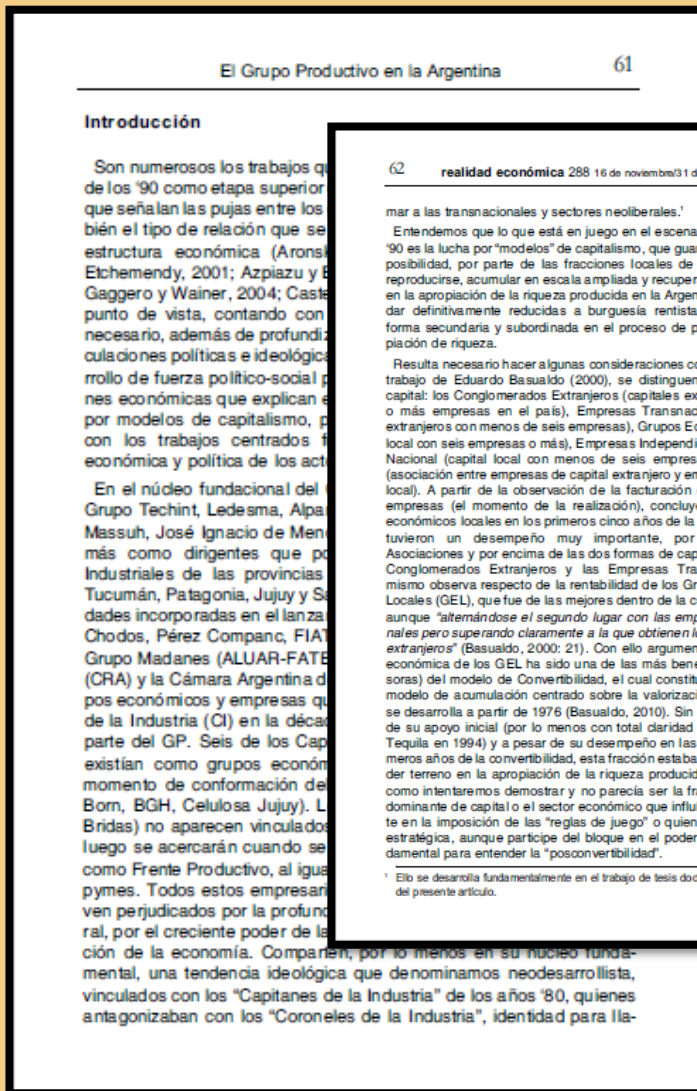 El Grupo Productivo en la Argentina 61
Introducción
Son numerosos los trabajos qu
de los '90 como etapa superior
que señalan las pujas entre los
bién el tipo de relación que se
estructura económica (Aronsk
Etchemendy, 2001; Azpiazu y B
Gaggero y Wainer, 2004; Caste
punto de vista, contando con
necesario, además de profundiz
culaciones políticas e ideológica
rrollo de fuerza político-social p
nes económicas que explican e
por modelos de capitalismo, p
con los trabajos centrados f
económica y política de los act
En el núcleo fundacional del
Grupo Techint, Ledesma, Alpa
Massuh, José Ignacio de Men
más como dirigentes que po
Industriales de las provincias
Tucumán, Patagonia, Jujuy y Sa
dades incorporadas en el lanza
Chodos, Pérez Companc, FIAT
Grupo Madanes (ALUAR-FATE
(CRA) y la Cámara Argentina d
pos económicos y empresas qu
de la Industria (CI) en la décad
parte del GP. Seis de los Cap
existían como grupos económ
momento de conformación del
Born, BGH, Celulosa Jujuy). L
Bridas) no aparecen vinculados
luego se acercarán cuando se
como Frente Productivo, al igua
pymes. Todos estos empresari
ven perjudicados por la profund
ral, por el creciente poder de la
ción de la economía. Comparten, por lo menos en su núcleo funda-
mental, una tendencia ideológica que denominamos neodesarrollista,
vinculados con los "Capitanes de la Industria" de los años '80, quienes
antagonizaban con los "Coroneles de la Industria", identidad para lla-
62 realidad económica 288 16 de noviembre/31 d
mar a las transnacionales y sectores neoliberales.¹
Entendemos que lo que está en juego en el escena
'90 es la lucha por "modelos" de capitalismo, que guar
posibilidad, por parte de las fracciones locales de
reproducirse, acumular en escala ampliada y recuper
en la apropiación de la riqueza producida en la Argen
dar definitivamente reducidas a burguesía rentista
forma secundaria y subordinada en el proceso de p
piación de riqueza.
Resulta necesario hacer algunas consideraciones co
trabajo de Eduardo Basualdo (2000), se distinguen
capital: los Conglomerados Extranjeros (capitales ex
o más empresas en el país), Empresas Transnac
extranjeros con menos de seis empresas), Grupos Ec
local con seis empresas o más), Empresas Independi
Nacional (capital local con menos de seis empres
(asociación entre empresas de capital extranjero y em
local). A partir de la observación de la facturación
empresas (el momento de la realización), concluy
económicos locales en los primeros cinco años de la
tuvieron un desempeño muy importante, por
Asociaciones y por encima de las dos formas de cap
Conglomerados Extranjeros y las Empresas Tra
mismo observa respecto de la rentabilidad de los Gr
Locales (GEL), que fue de las mejores dentro de la c
aunque "alternándose el segundo lugar con las emp
nales pero superando claramente a la que obtienen l
extranjeros" (Basualdo, 2000: 21). Con ello argumen
económica de los GEL ha sido una de las más bene
soras) del modelo de Convertibilidad, el cual constitu
modelo de acumulación centrado sobre la valorizaci
se desarrolla a partir de 1976 (Basualdo, 2010). Sin
de su apoyo inicial (por lo menos con total claridad
Tequila en 1994) y a pesar de su desempeño en las
meros años de la convertibilidad, esta fracción estaba
der terreno en la apropiación de la riqueza producid
como intentaremos demostrar y no parecía ser la fra
dominante de capital o el sector económico que influ
te en la imposición de las "reglas de juego" o quien
estratégica, aunque participe del bloque en el poder
damental para entender la "posconvertibilidad".
¹ Ello se desarrolla fundamentalmente en el trabajo de tesis doc
del presente artículo.